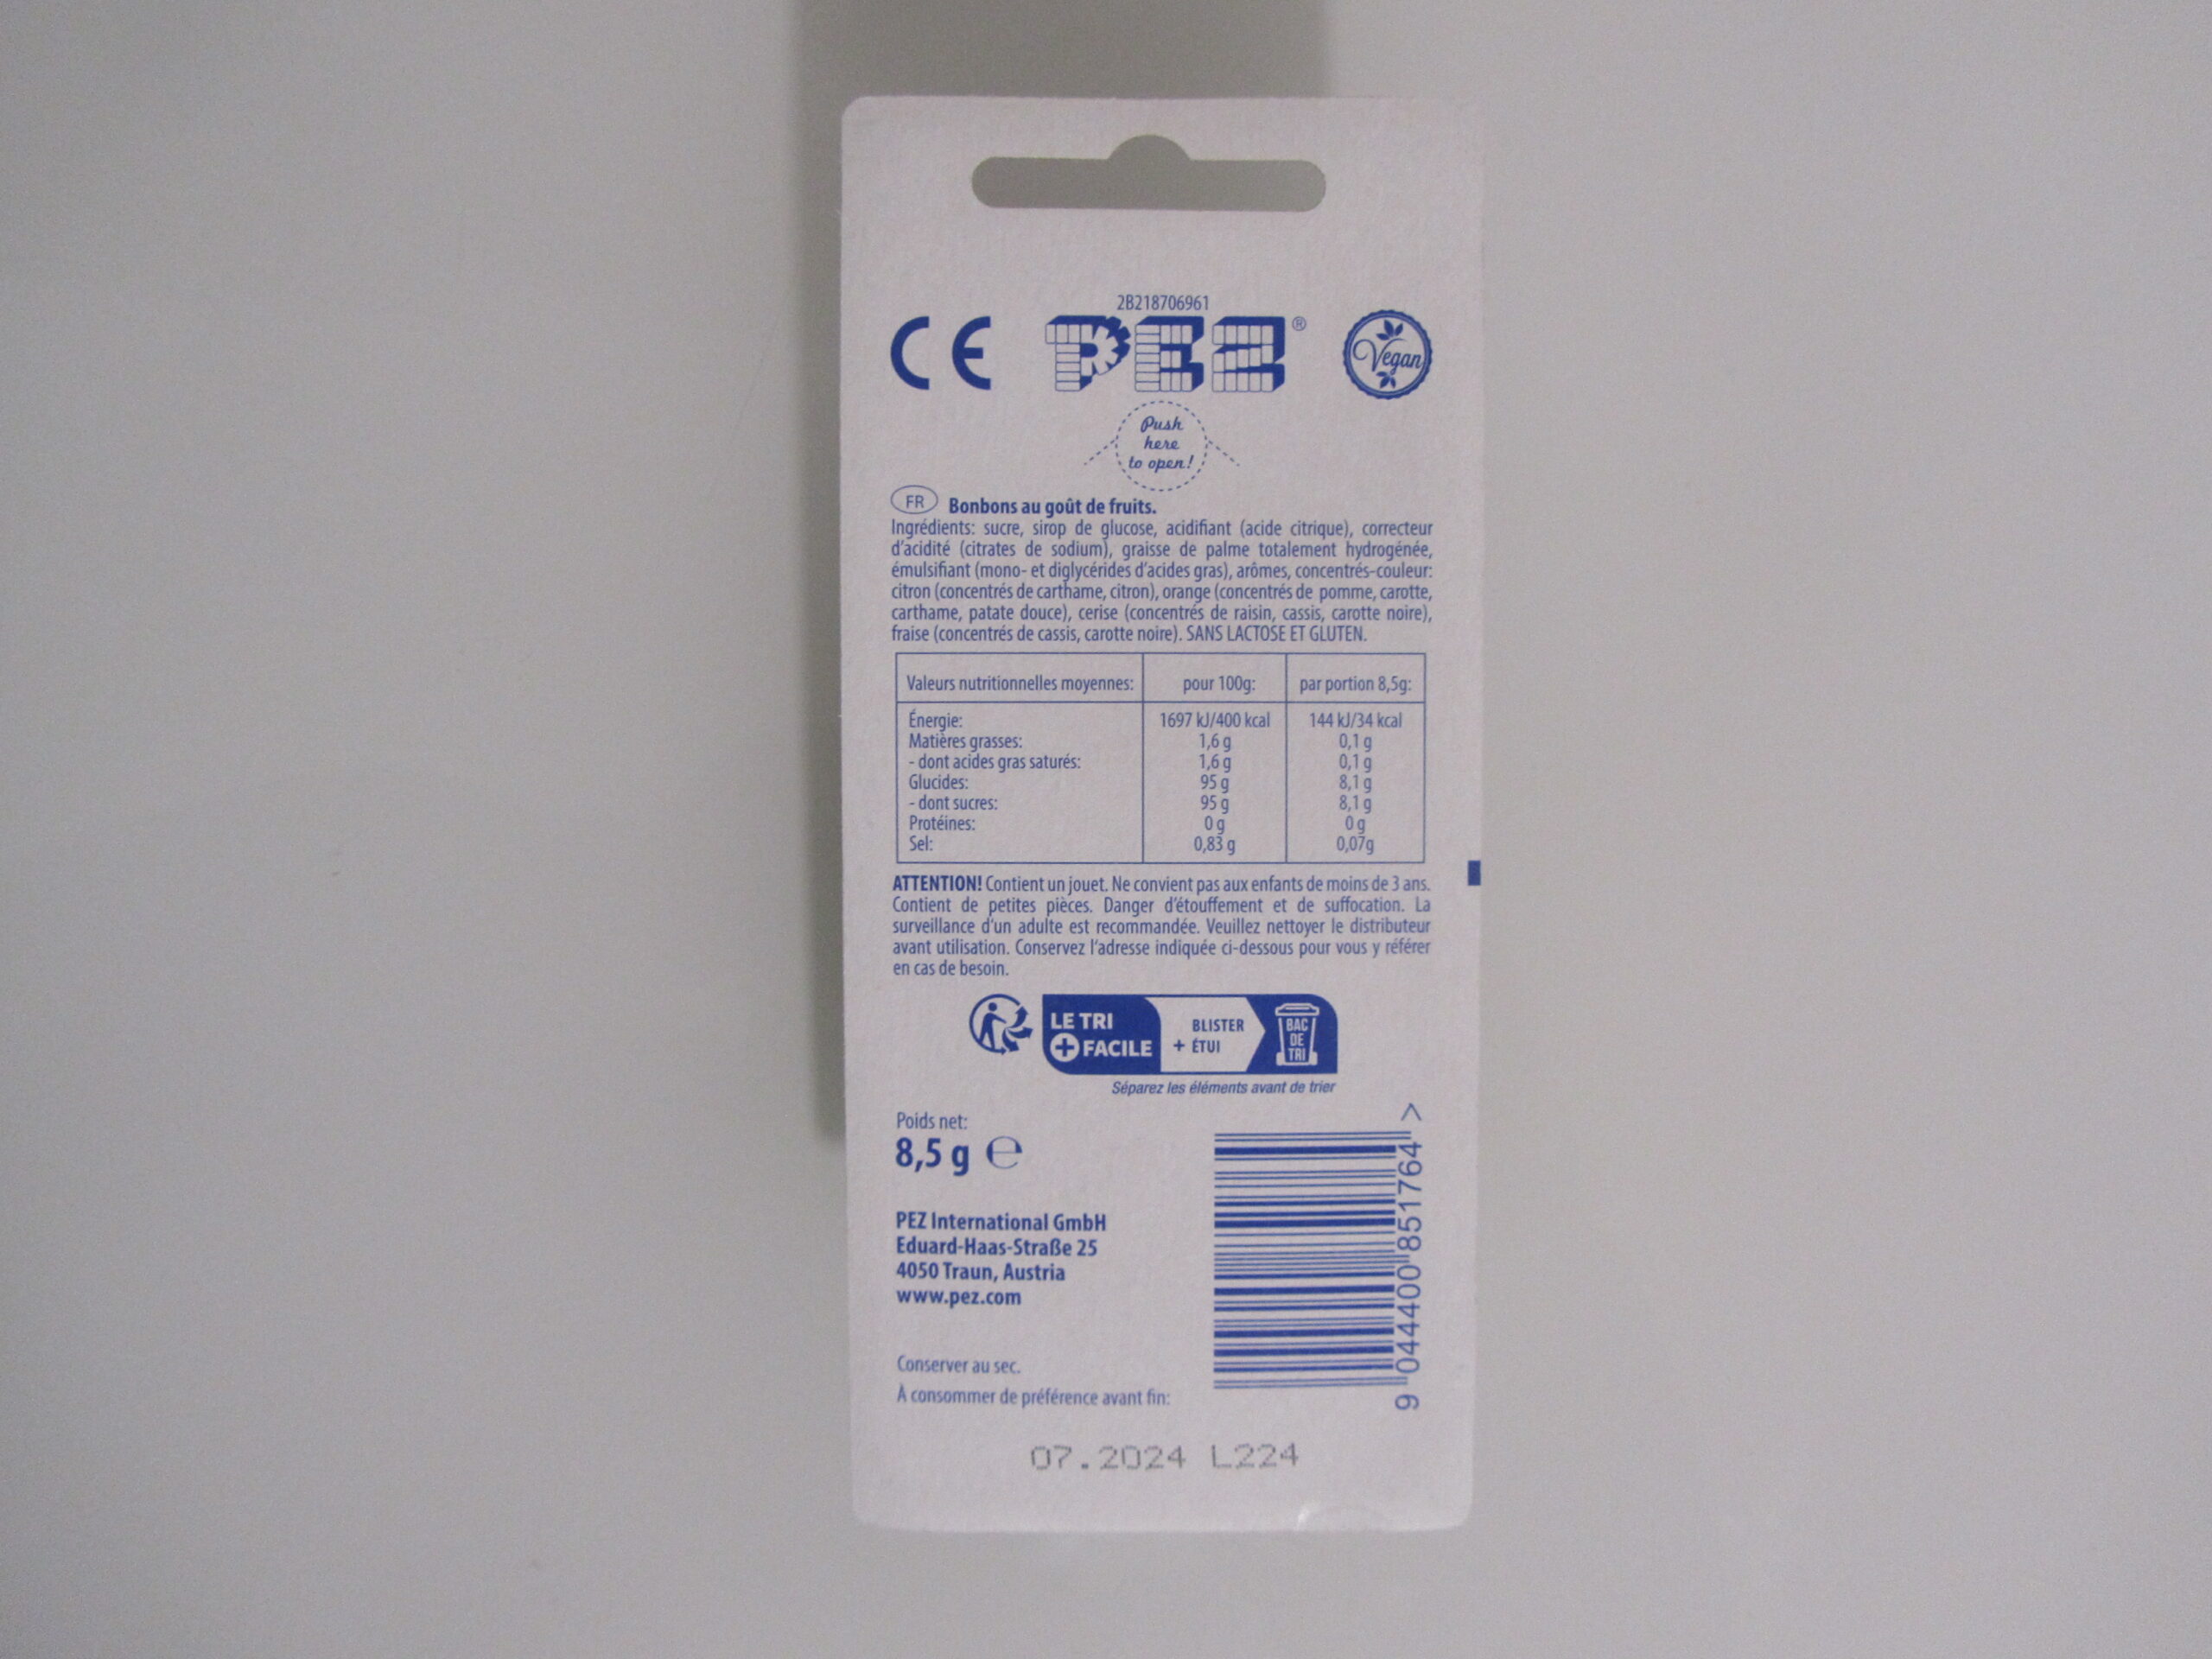 2B218706961
CE PEZ® Vegan
Push
here
to open!
FR Bonbons au goût de fruits.
Ingrédients: sucre, sirop de glucose, acidifiant (acide citrique), correcteur
d'acidité (citrates de sodium), graisse de palme totalement hydrogénée,
émulsifiant (mono- et diglycérides d'acides gras), arômes, concentrés-couleur:
citron (concentrés de carthame, citron), orange (concentrés de pomme, carotte,
carthame, patate douce), cerise (concentrés de raisin, cassis, carotte noire),
fraise (concentrés de cassis, carotte noire). SANS LACTOSE ET GLUTEN.
Valeurs nutritionnelles moyennes: pour 100g: par portion 8,5g:
Énergie: 1697 kJ/400 kcal 144 kJ/34 kcal
Matières grasses: 1,6 g 0,1 g
- dont acides gras saturés: 1,6 g 0,1 g
Glucides: 95 g 8,1 g
- dont sucres: 95 g 8,1 g
Protéines: 0 g 0 g
Sel: 0,83 g 0,07g
ATTENTION! Contient un jouet. Ne convient pas aux enfants de moins de 3 ans.
Contient de petites pièces. Danger d'étouffement et de suffocation. La
surveillance d'un adulte est recommandée. Veuillez nettoyer le distributeur
avant utilisation. Conservez l'adresse indiquée ci-dessous pour vous y référer
en cas de besoin.
LE TRI
+ FACILE
BLISTER
+ ÉTUI
BAC
DE
TRI
Séparez les éléments avant de trier
Poids net:
8,5 g ℮
PEZ International GmbH
Eduard-Haas-Straße 25
4050 Traun, Austria
www.pez.com
9 044400 851764 >
Conserver au sec.
À consommer de préférence avant fin:
07.2024 L224